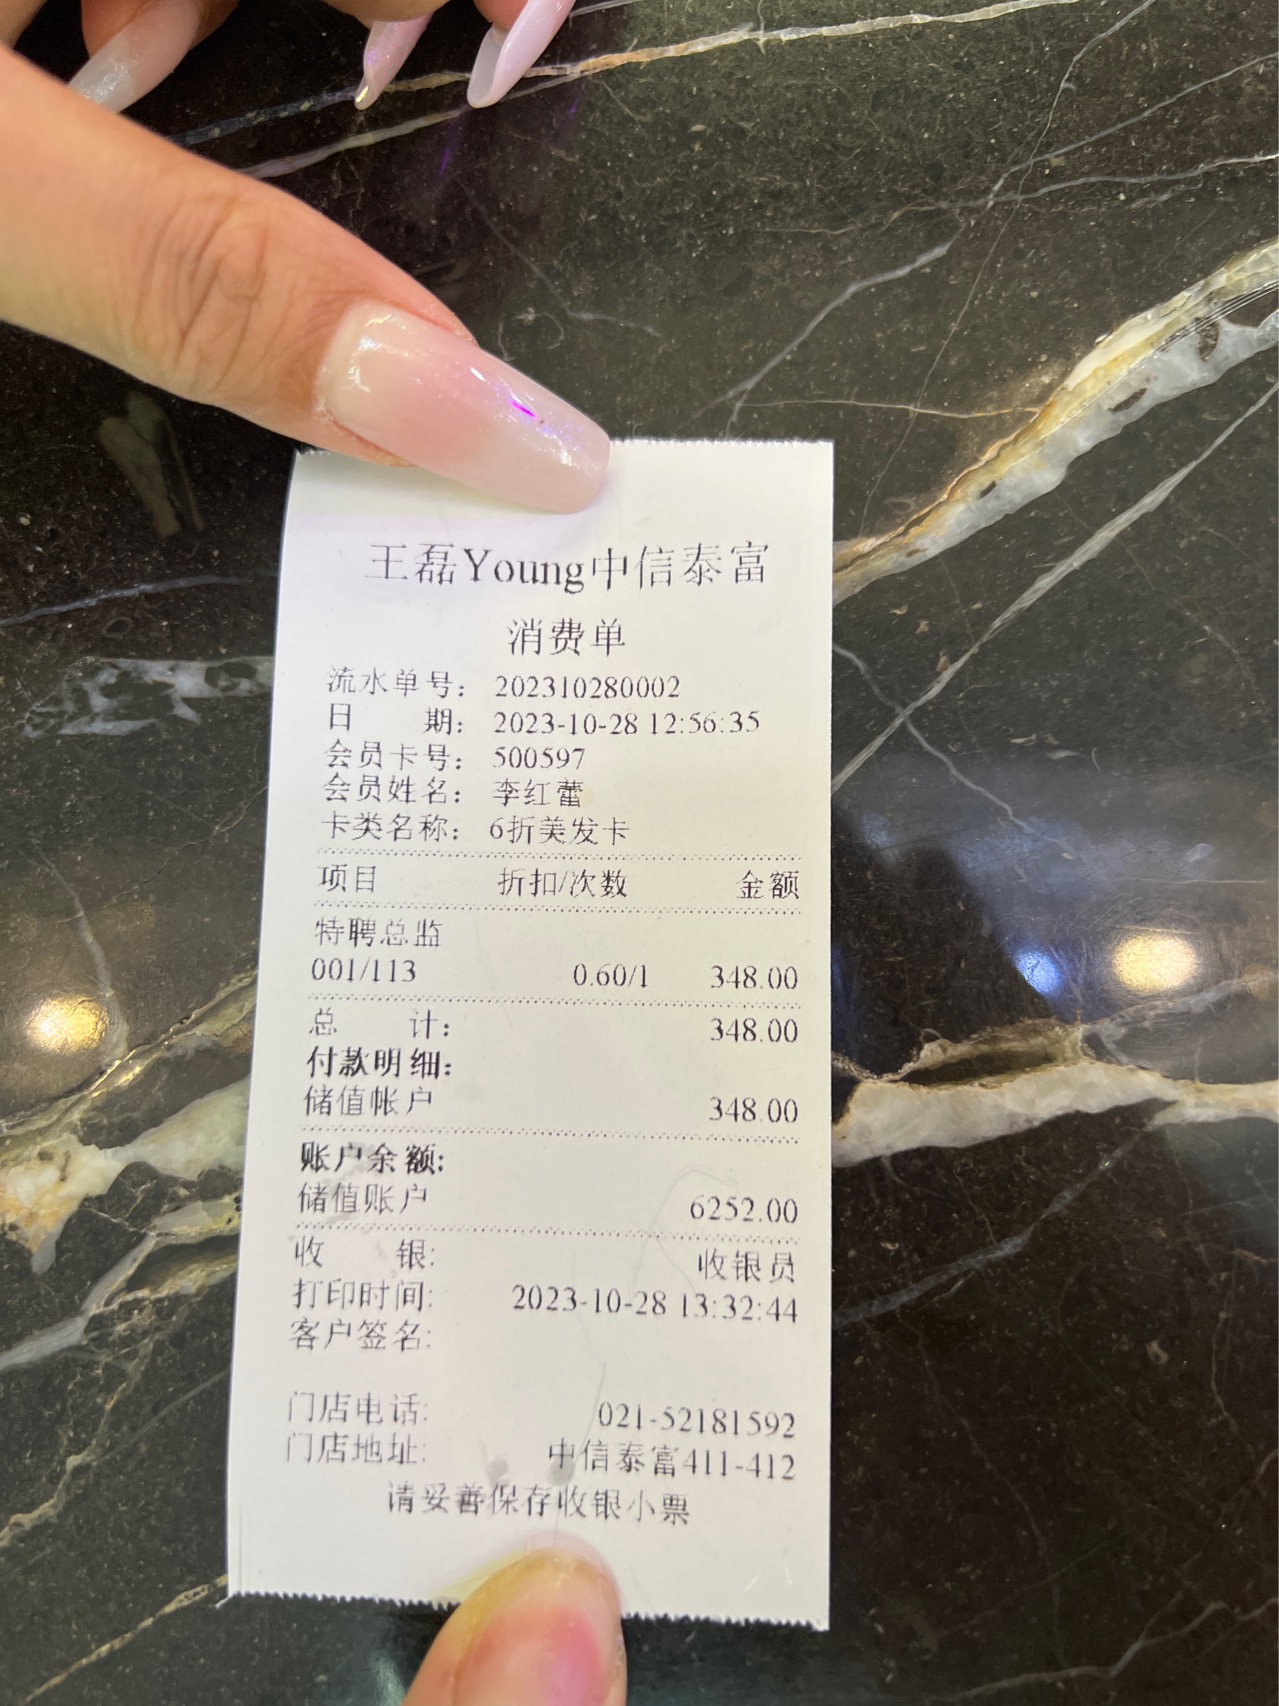 王磊Young中信泰富
消费单
流水单号： 202310280002
日 期： 2023-10-28 12:56:35
会员卡号： 500597
会员姓名： 李红蕾
卡类名称： 6折美发卡
项目 折扣/次数 金额
特聘总监
001/113 0.60/1 348.00
总 计： 348.00
付款明细：
储值帐户 348.00
账户余额:
储值账户 6252.00
收 银: 收银员
打印时间: 2023-10-28 13:32:44
客户签名:
门店电话: 021-52181592
门店地址: 中信泰富411-412
请妥善保存收银小票